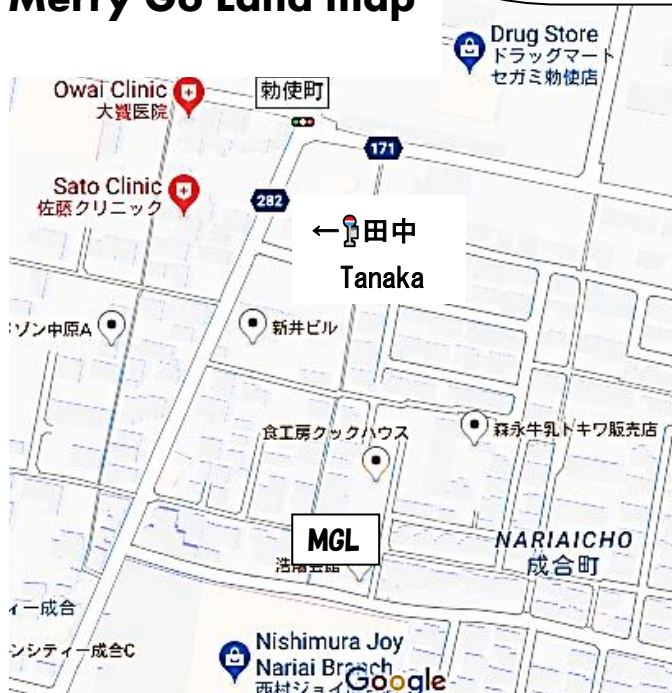 Merry Go Land map
Drug Store
ドラッグマート
セガミ勅使店
Owai Clinic
大饗医院
勅使町
171
Sato Clinic
佐藤クリニック
282
←田中
Tanaka
ゾン中原A
新井ビル
食工房クックハウス
森永牛乳トキワ販売店
MGL
NARIAICHO
成合町
ィー成合
ンシティー成合C
Nishimura Joy
Nariai Branch
西村ジョイ
Google